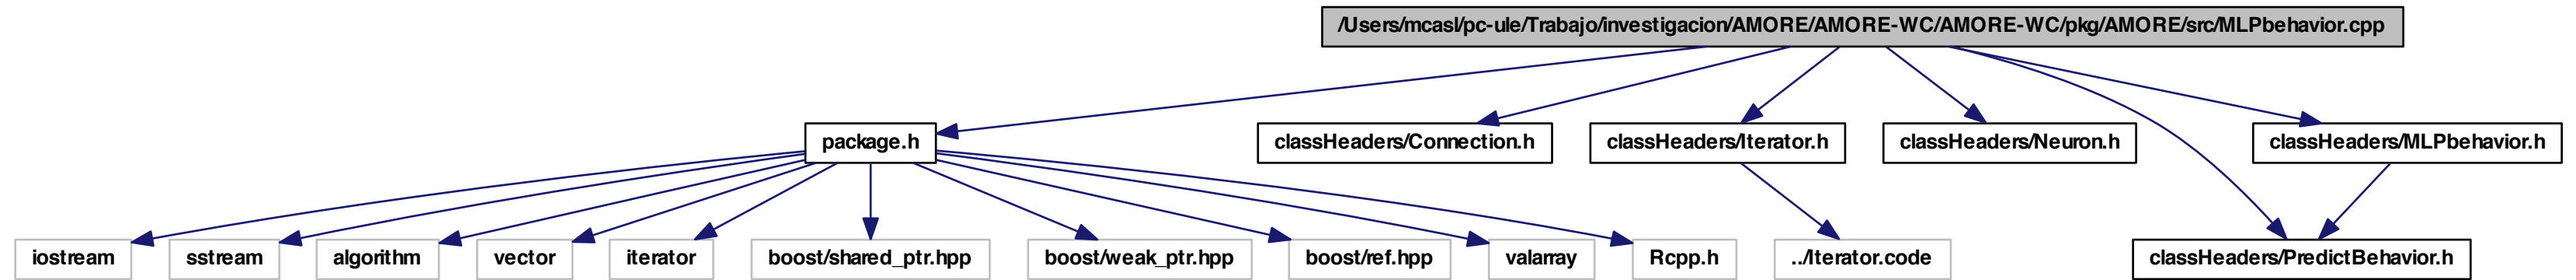 /Users/mcasl/pc-ule/Trabajo/investigacion/AMORE/AMORE-WC/AMORE-WC/pkg/AMORE/src/MLPbehavior.cpp
package.h
classHeaders/Connection.h
classHeaders/Iterator.h
classHeaders/Neuron.h
classHeaders/MLPbehavior.h
iostream
sstream
algorithm
vector
iterator
boost/shared_ptr.hpp
boost/weak_ptr.hpp
boost/ref.hpp
valarray
Rcpp.h
../Iterator.code
classHeaders/PredictBehavior.h